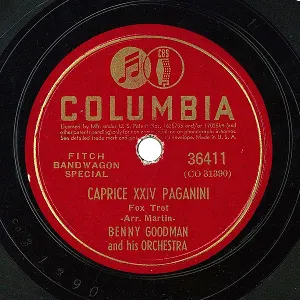 CBS
COLUMBIA
FITCH
BANDWAGON
SPECIAL
36411
(CO 31390)
CAPRICE XXIV PAGANINI
Fox Trot
-Arr. Martin-
BENNY GOODMAN
and his ORCHESTRA